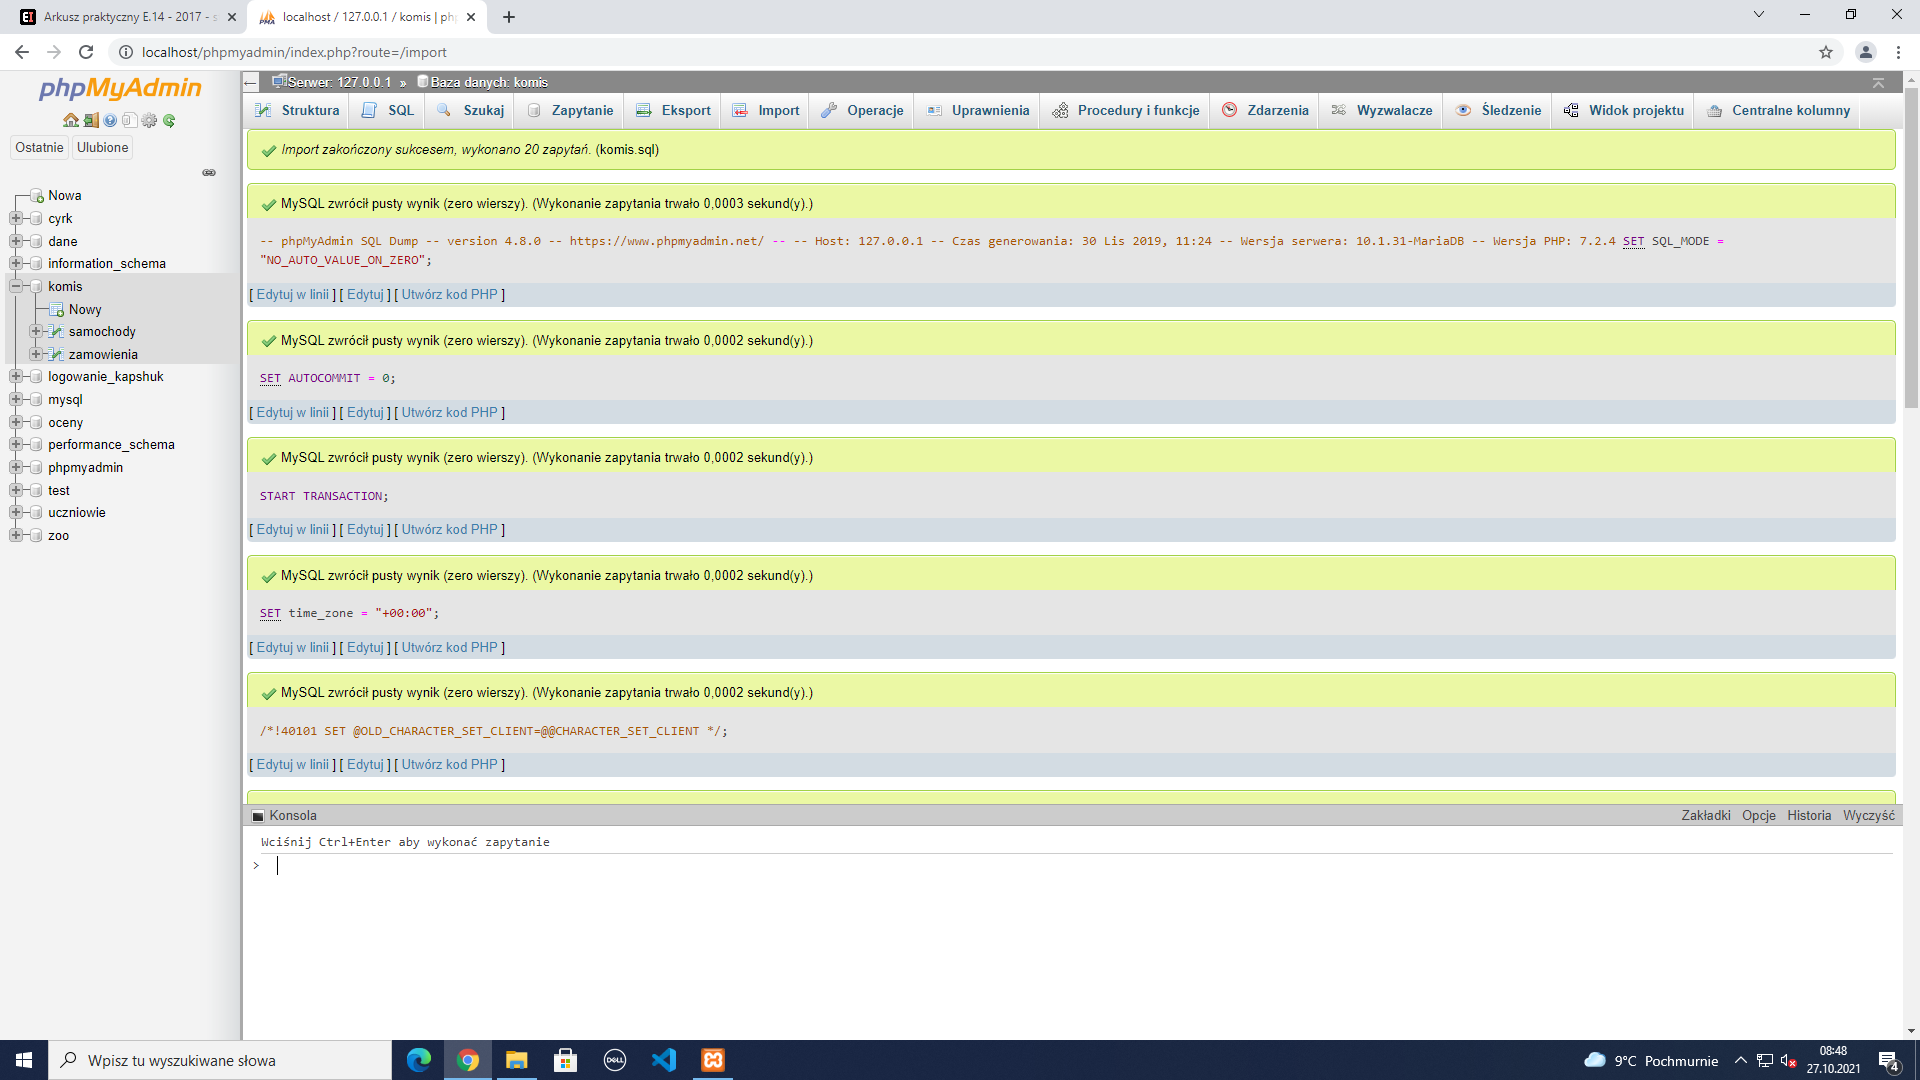 Arkusz praktyczny E.14 - 2017 - s
localhost / 127.0.0.1 / komis | php
localhost/phpmyadmin/index.php?route=/import
phpMyAdmin
Ostatnie
Ulubione
Nowa
cyrk
dane
information_schema
komis
Nowy
samochody
zamowienia
logowanie_kapshuk
mysql
oceny
performance_schema
phpmyadmin
test
uczniowie
zoo
Serwer: 127.0.0.1 » Baza danych: komis
Struktura SQL Szukaj Zapytanie Eksport Import Operacje Uprawnienia Procedury i funkcje Zdarzenia Wyzwalacze Śledzenie Widok projektu Centralne kolumny
Import zakończony sukcesem, wykonano 20 zapytań. (komis.sql)
MySQL zwrócił pusty wynik (zero wierszy). (Wykonanie zapytania trwało 0,0003 sekund(y).)
-- phpMyAdmin SQL Dump -- version 4.8.0 -- https://www.phpmyadmin.net/ -- -- Host: 127.0.0.1 -- Czas generowania: 30 Lis 2019, 11:24 -- Wersja serwera: 10.1.31-MariaDB -- Wersja PHP: 7.2.4 SET SQL_MODE =
"NO_AUTO_VALUE_ON_ZERO";
[ Edytuj w linii ] [ Edytuj ] [ Utwórz kod PHP ]
MySQL zwrócił pusty wynik (zero wierszy). (Wykonanie zapytania trwało 0,0002 sekund(y).)
SET AUTOCOMMIT = 0;
[ Edytuj w linii ] [ Edytuj ] [ Utwórz kod PHP ]
MySQL zwrócił pusty wynik (zero wierszy). (Wykonanie zapytania trwało 0,0002 sekund(y).)
START TRANSACTION;
[ Edytuj w linii ] [ Edytuj ] [ Utwórz kod PHP ]
MySQL zwrócił pusty wynik (zero wierszy). (Wykonanie zapytania trwało 0,0002 sekund(y).)
SET time_zone = "+00:00";
[ Edytuj w linii ] [ Edytuj ] [ Utwórz kod PHP ]
MySQL zwrócił pusty wynik (zero wierszy). (Wykonanie zapytania trwało 0,0002 sekund(y).)
/*!40101 SET @OLD_CHARACTER_SET_CLIENT=@@CHARACTER_SET_CLIENT */;
[ Edytuj w linii ] [ Edytuj ] [ Utwórz kod PHP ]
Konsola
Zakładki Opcje Historia Wyczyść
Wciśnij Ctrl+Enter aby wykonać zapytanie
>
Wpisz tu wyszukiwane słowa
DELL
9°C Pochmurnie
08:48
27.10.2021
4